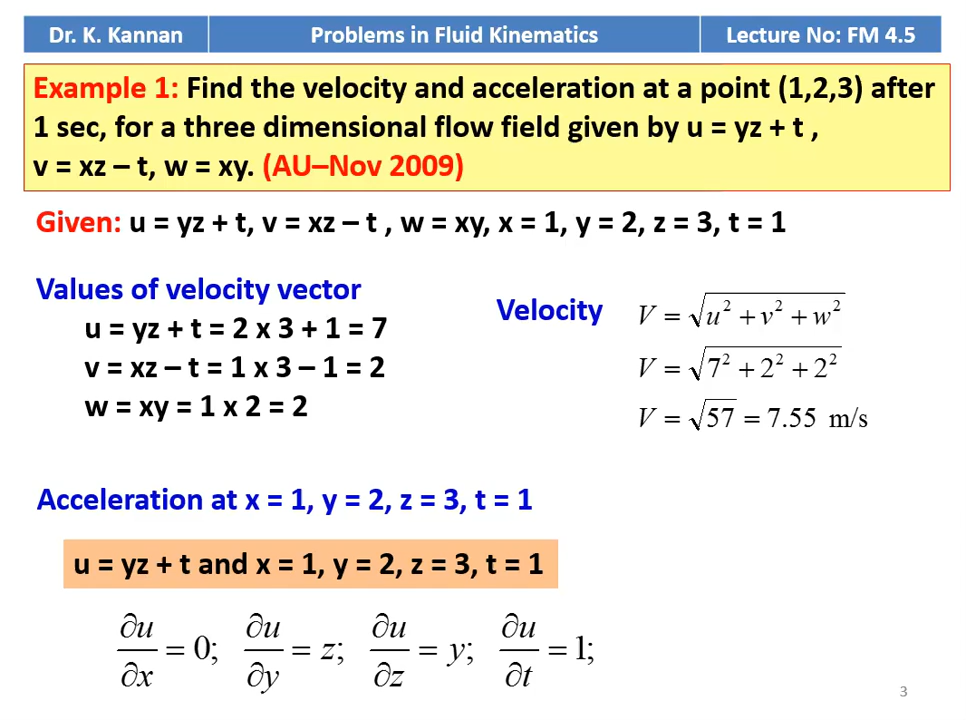 Dr. K. Kannan
Problems in Fluid Kinematics
Lecture No: FM 4.5
Example 1: Find the velocity and acceleration at a point (1,2,3) after
1 sec, for a three dimensional flow field given by u = yz + t ,
v = xz – t, w = xy. (AU–Nov 2009)
Given: u = yz + t, v = xz – t , w = xy, x = 1, y = 2, z = 3, t = 1
Values of velocity vector
u = yz + t = 2 x 3 + 1 = 7
v = xz – t = 1 x 3 – 1 = 2
w = xy = 1 x 2 = 2
Velocity V = √(u² + v² + w²)
V = √(7² + 2² + 2²)
V = √57 = 7.55 m/s
Acceleration at x = 1, y = 2, z = 3, t = 1
u = yz + t and x = 1, y = 2, z = 3, t = 1
∂u/∂x = 0; ∂u/∂y = z; ∂u/∂z = y; ∂u/∂t = 1;
3